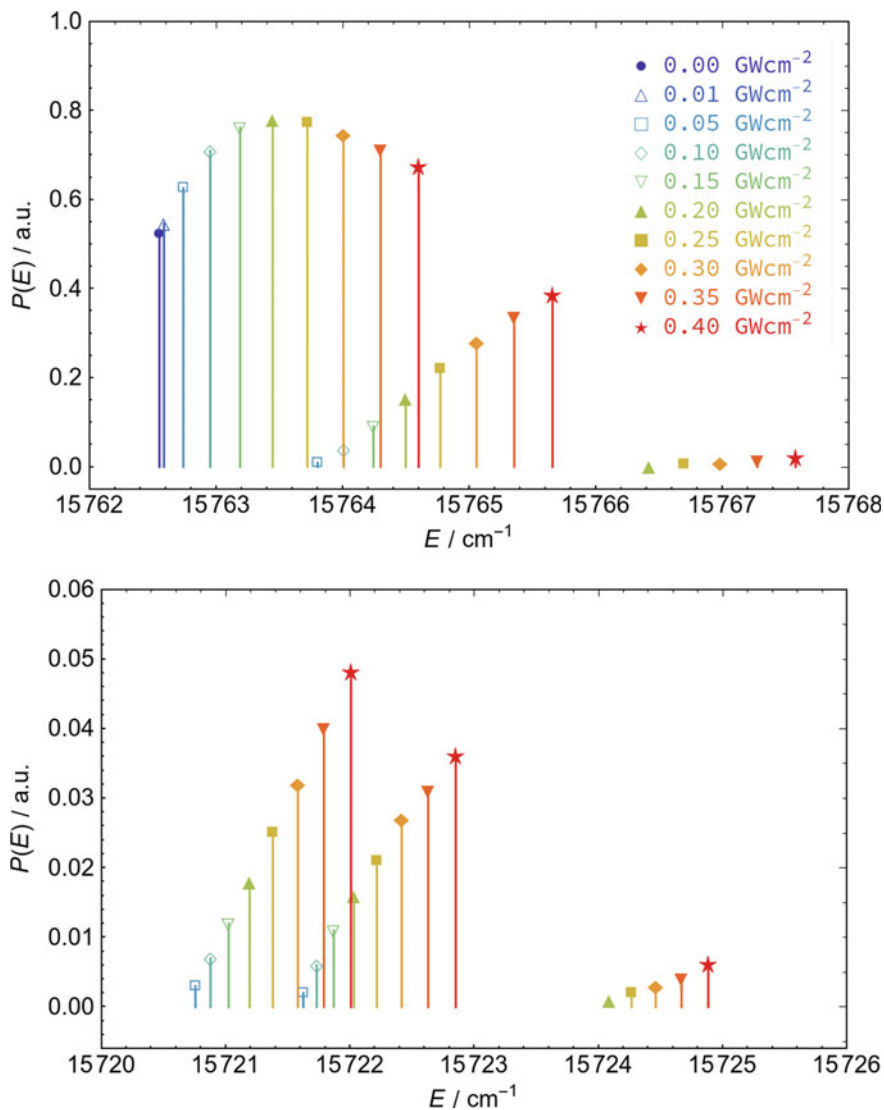 1.0
0.8
0.6
0.4
0.2
0.0
P(E) / a.u.
0.00 GWcm⁻²
0.01 GWcm⁻²
0.05 GWcm⁻²
0.10 GWcm⁻²
0.15 GWcm⁻²
0.20 GWcm⁻²
0.25 GWcm⁻²
0.30 GWcm⁻²
0.35 GWcm⁻²
0.40 GWcm⁻²
15762 15763 15764 15765 15766 15767 15768
E / cm⁻¹
0.06
0.05
0.04
0.03
0.02
0.01
0.00
P(E) / a.u.
15720 15721 15722 15723 15724 15725 15726
E / cm⁻¹